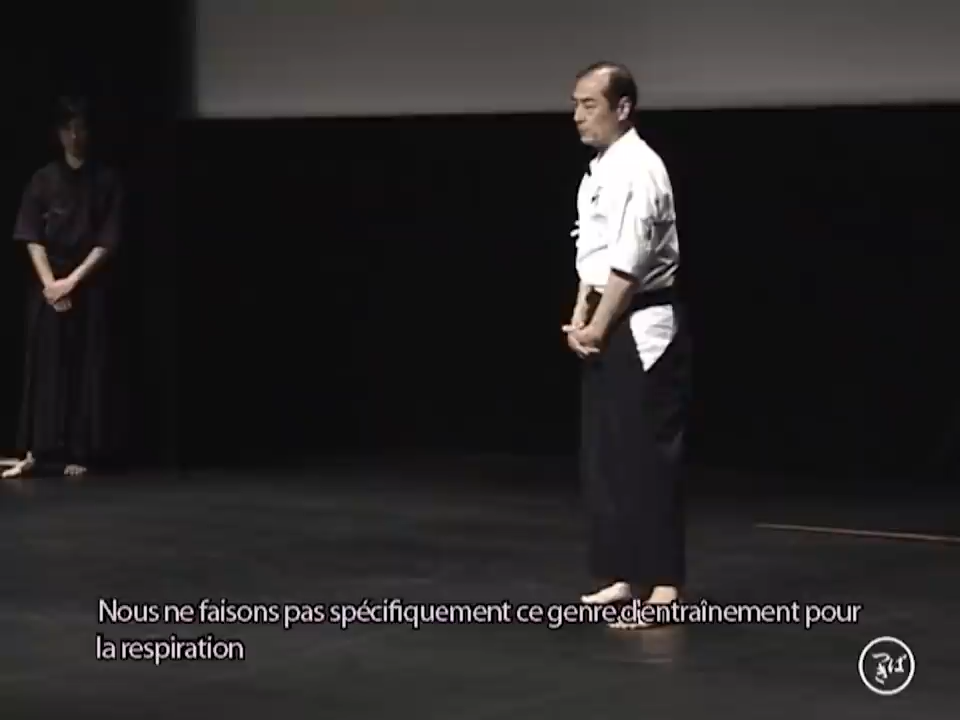 Nous ne faisons pas spécifiquement ce genre d'entraînement pour
la respiration